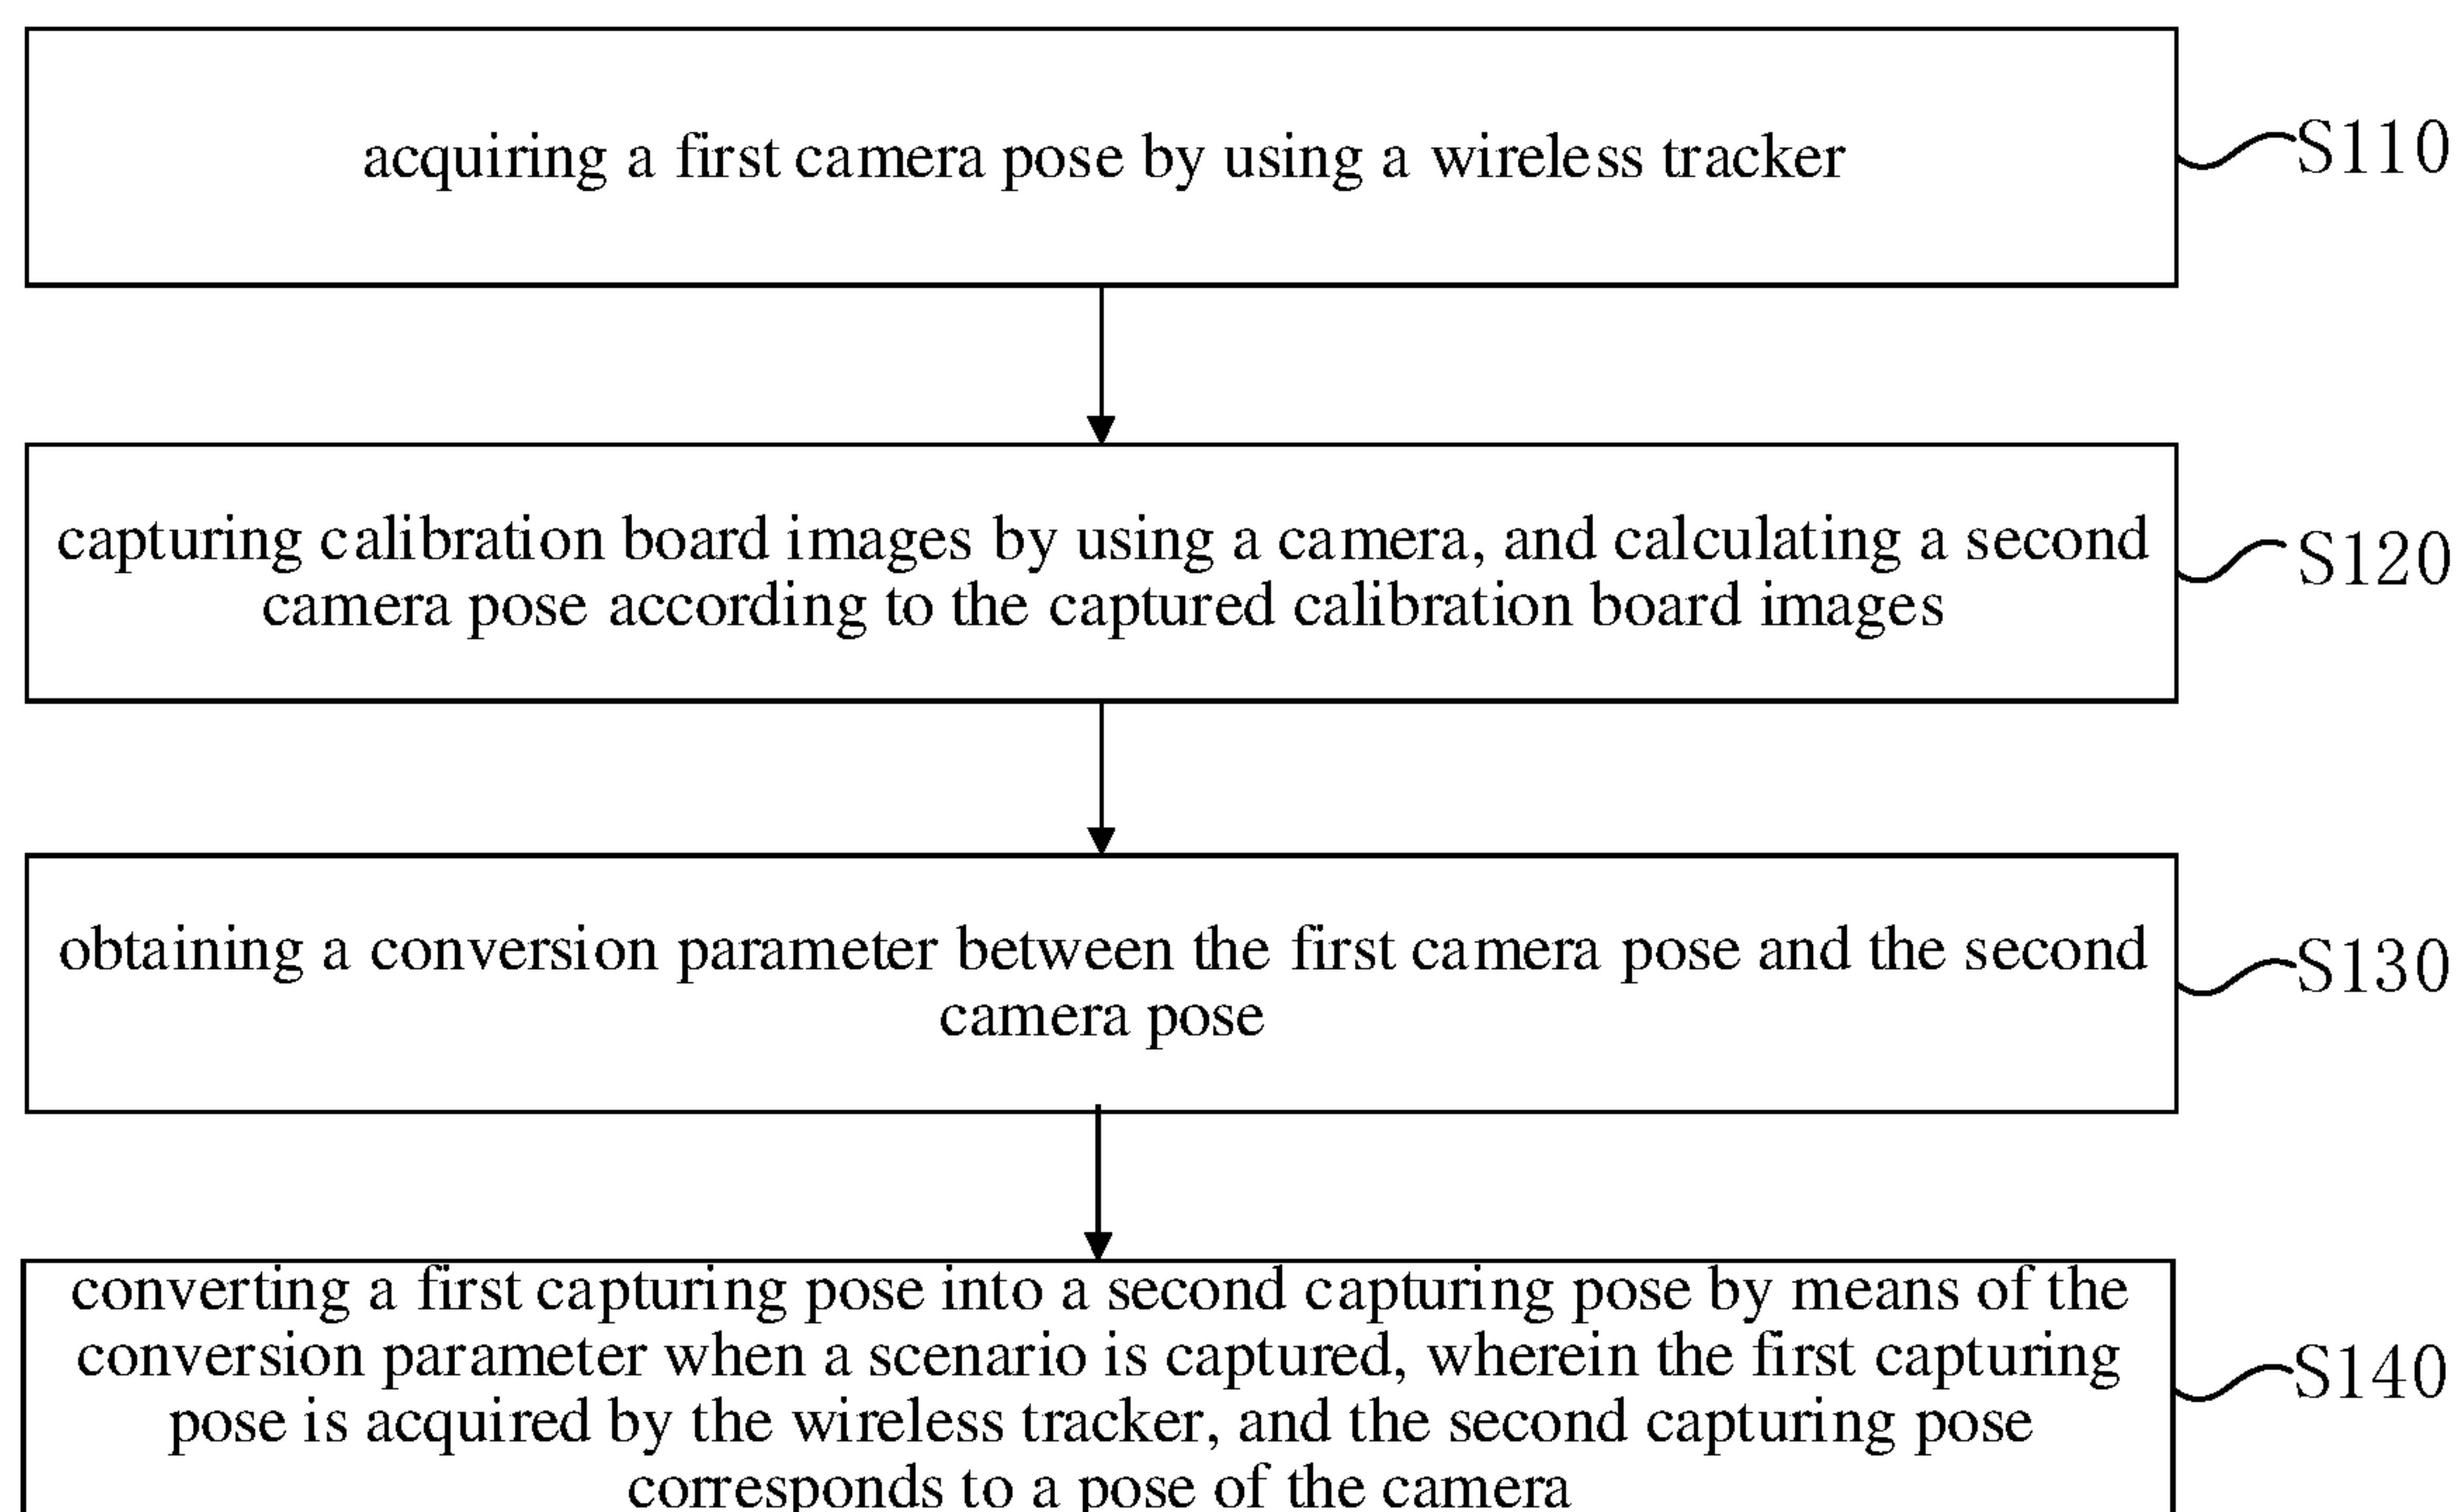 acquiring a first camera pose by using a wireless tracker
S110
capturing calibration board images by using a camera, and calculating a second
camera pose according to the captured calibration board images
S120
obtaining a conversion parameter between the first camera pose and the second
camera pose
S130
converting a first capturing pose into a second capturing pose by means of the
conversion parameter when a scenario is captured, wherein the first capturing
pose is acquired by the wireless tracker, and the second capturing pose
corresponds to a pose of the camera
S140